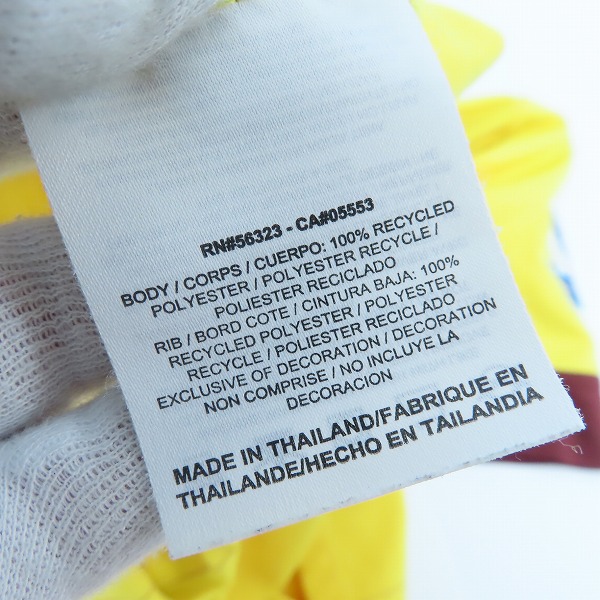 RN#56323 - CA#05553
BODY / CORPS / CUERPO: 100% RECYCLED
POLYESTER / POLYESTER RECYCLE /
POLIESTER RECICLADO
RIB / BORD COTE / CINTURA BAJA: 100%
RECYCLED POLYESTER / POLYESTER
RECYCLE / POLIESTER RECICLADO
EXCLUSIVE OF DECORATION / DECORATION
NON COMPRISE / NO INCLUYE LA
DECORACION
MADE IN THAILAND/FABRIQUE EN
THAILANDE/HECHO EN TAILANDIA